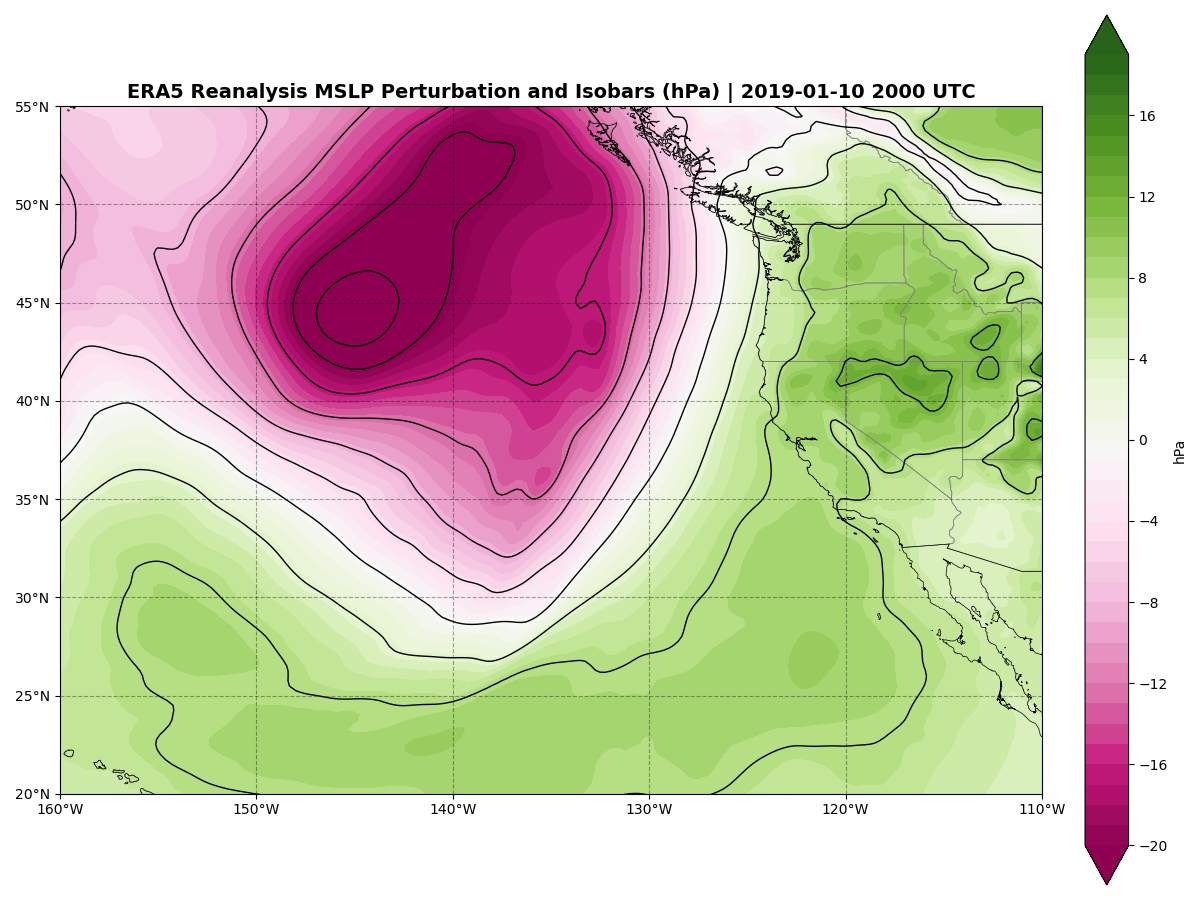 ERA5 Reanalysis MSLP Perturbation and Isobars (hPa) | 2019-01-10 2000 UTC
55°N
50°N
45°N
40°N
35°N
30°N
25°N
20°N
160°W 150°W 140°W 130°W 120°W 110°W
16
12
8
4
0
−4
−8
−12
−16
−20
hPa